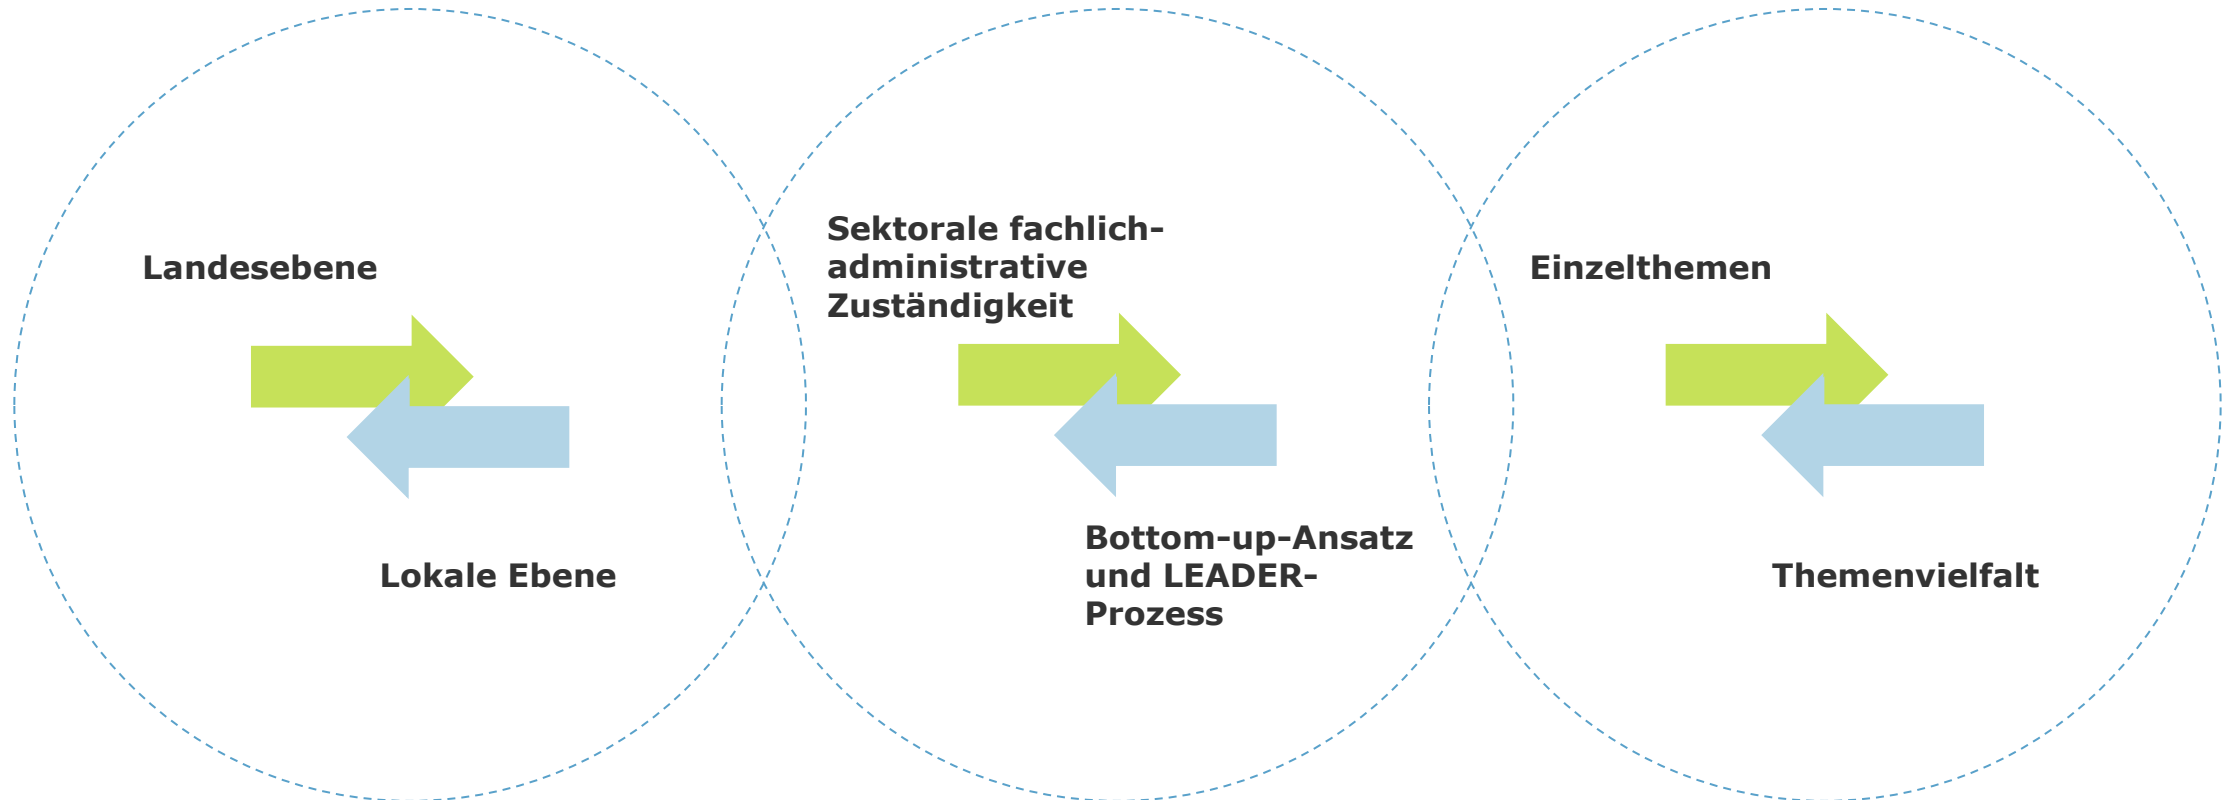 Landesebene
Lokale Ebene
Sektorale fachlich-
administrative
Zuständigkeit
Bottom-up-Ansatz
und LEADER-
Prozess
Einzelthemen
Themenvielfalt